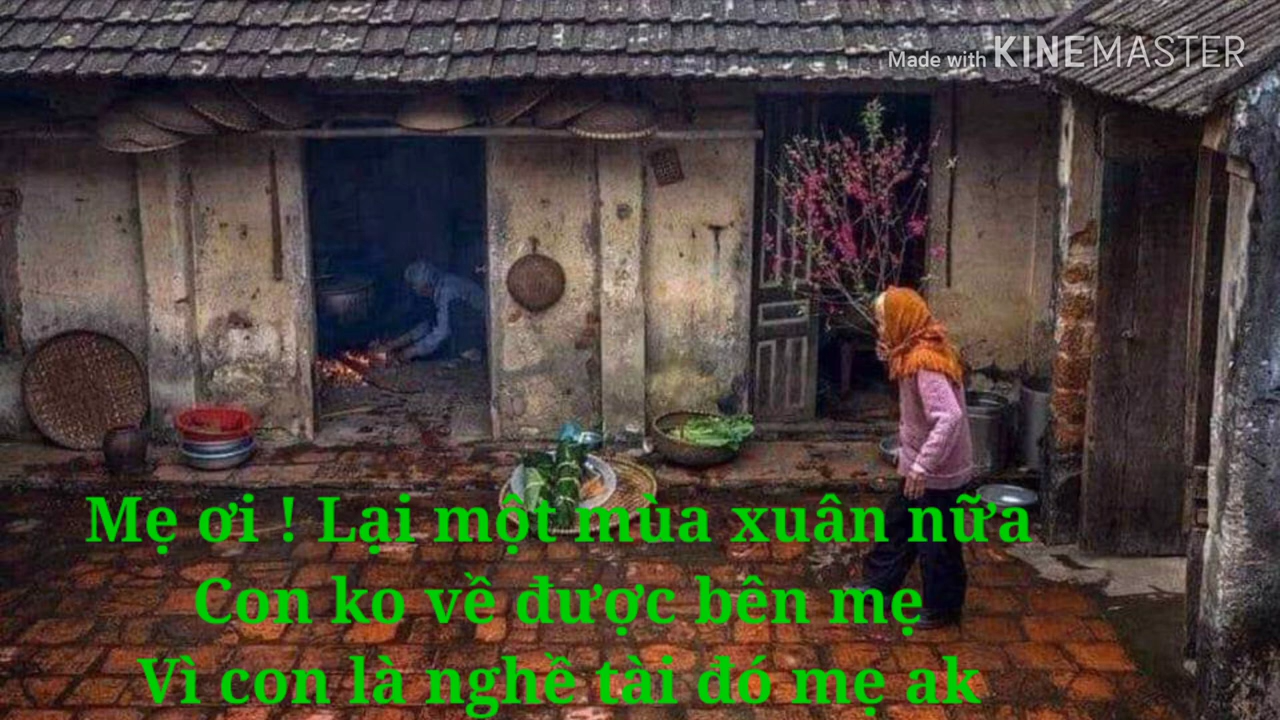 Made with KINEMASTER
Mẹ ơi ! Lại một mùa xuân nữa
Con ko về được bên mẹ
Vì con là nghề tài đó mẹ ak